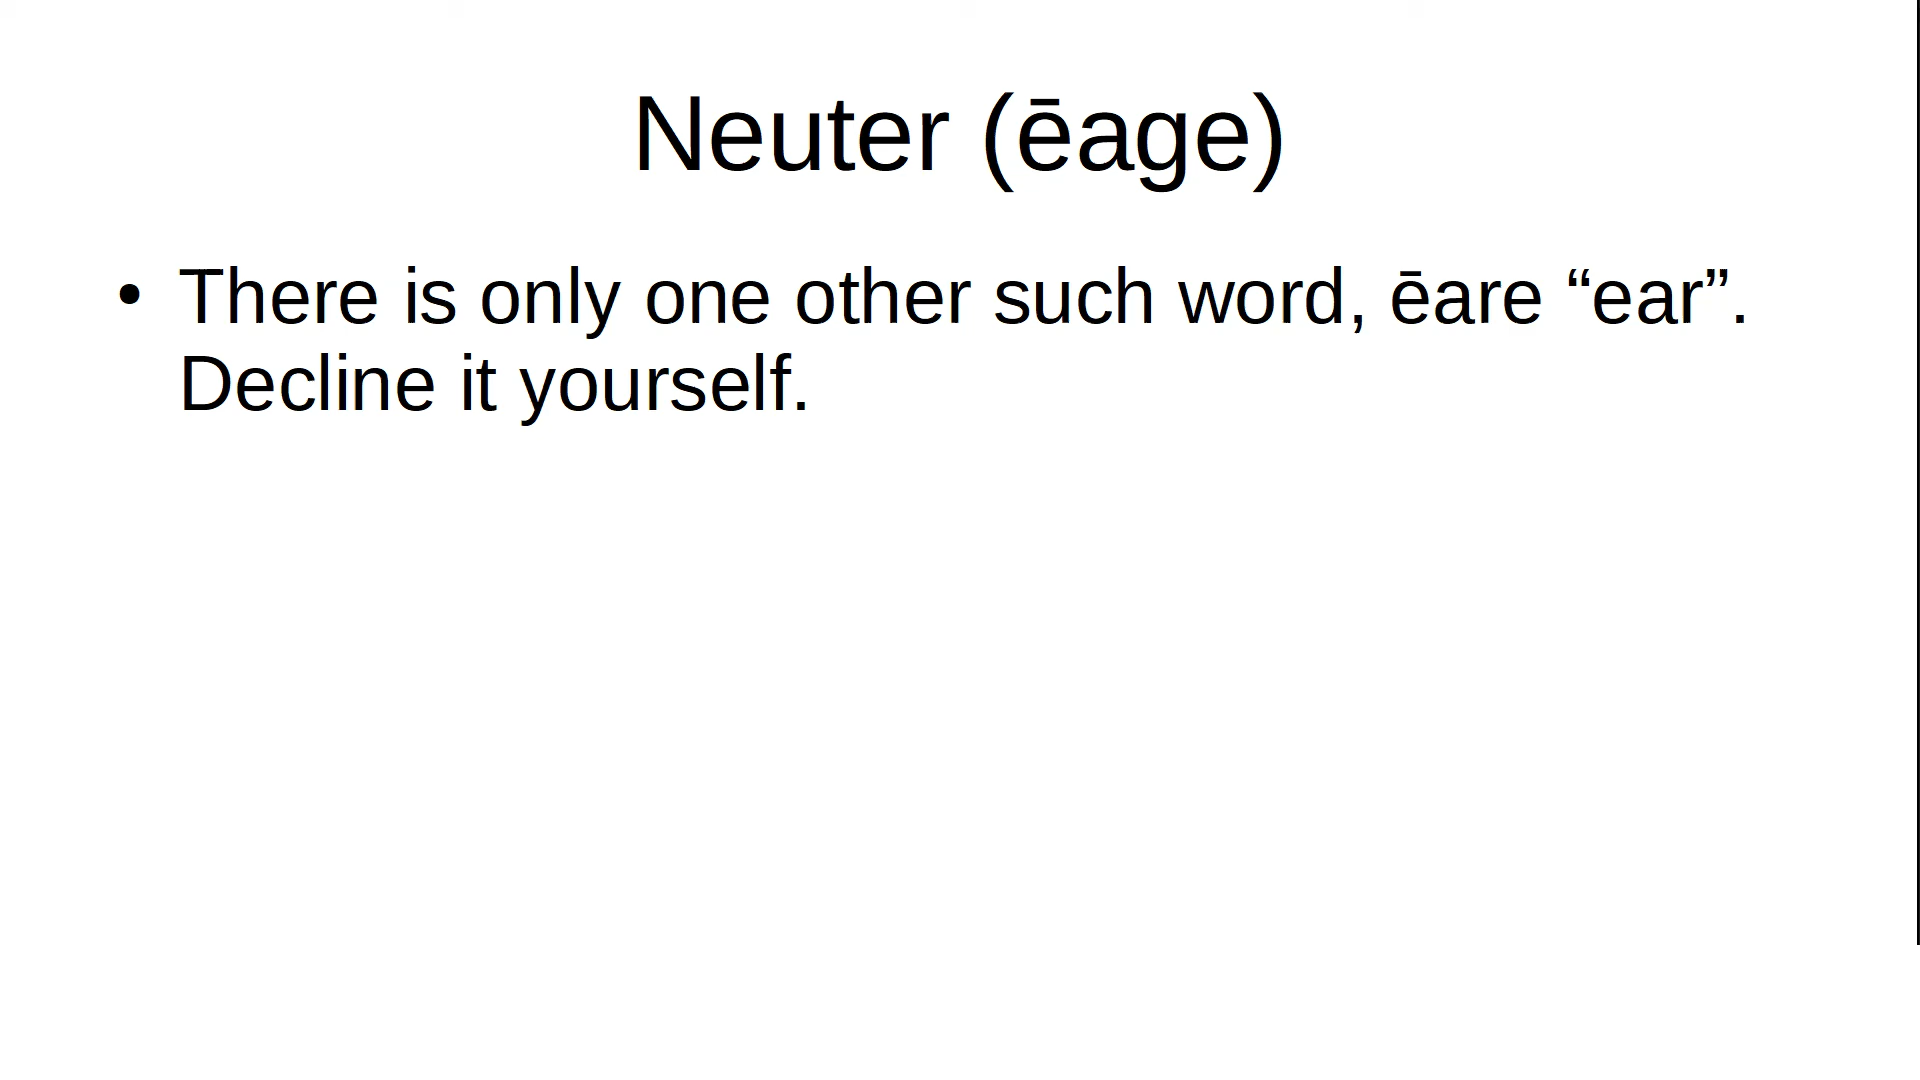 Neuter (ēage)
• There is only one other such word, ēare “ear”.
Decline it yourself.